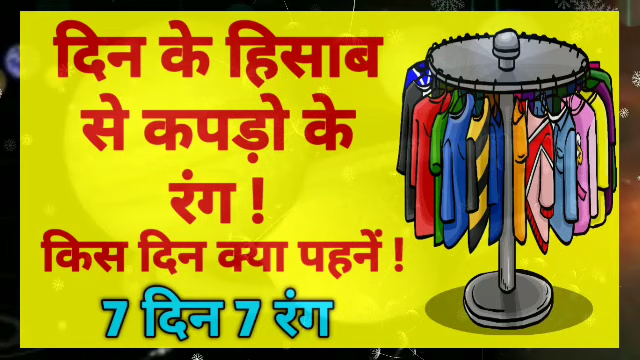 दिन के हिसाब
से कपड़ो के
रंग !
किस दिन क्या पहनें !
7 दिन 7 रंग